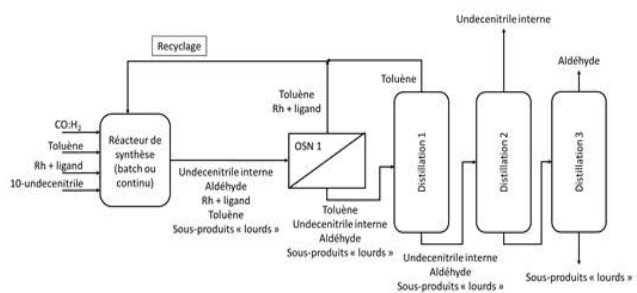 Undecenitrile interne
Recyclage
Aldéhyde
Toluène
Toluène
Rh + ligand
CO:H2
Toluène
Rh + ligand
10-undecenitrile
Réacteur de
synthèse
(batch ou
continu)
OSN 1
Distillation 1
Distillation 2
Distillation 3
Undecenitrile interne
Aldéhyde
Rh + ligand
Toluène
Sous-produits « lourds »
Toluène
Undecenitrile interne
Aldéhyde
Sous-produits « lourds »
Undecenitrile interne
Aldéhyde
Sous-produits « lourds »
Sous-produits « lourds »